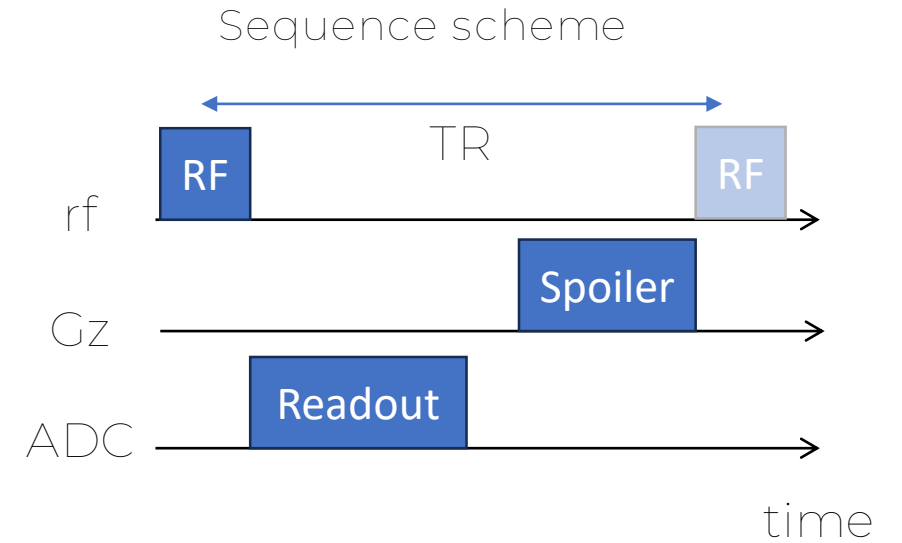 Sequence scheme
TR
RF
RF
rf
Spoiler
Gz
Readout
ADC
time